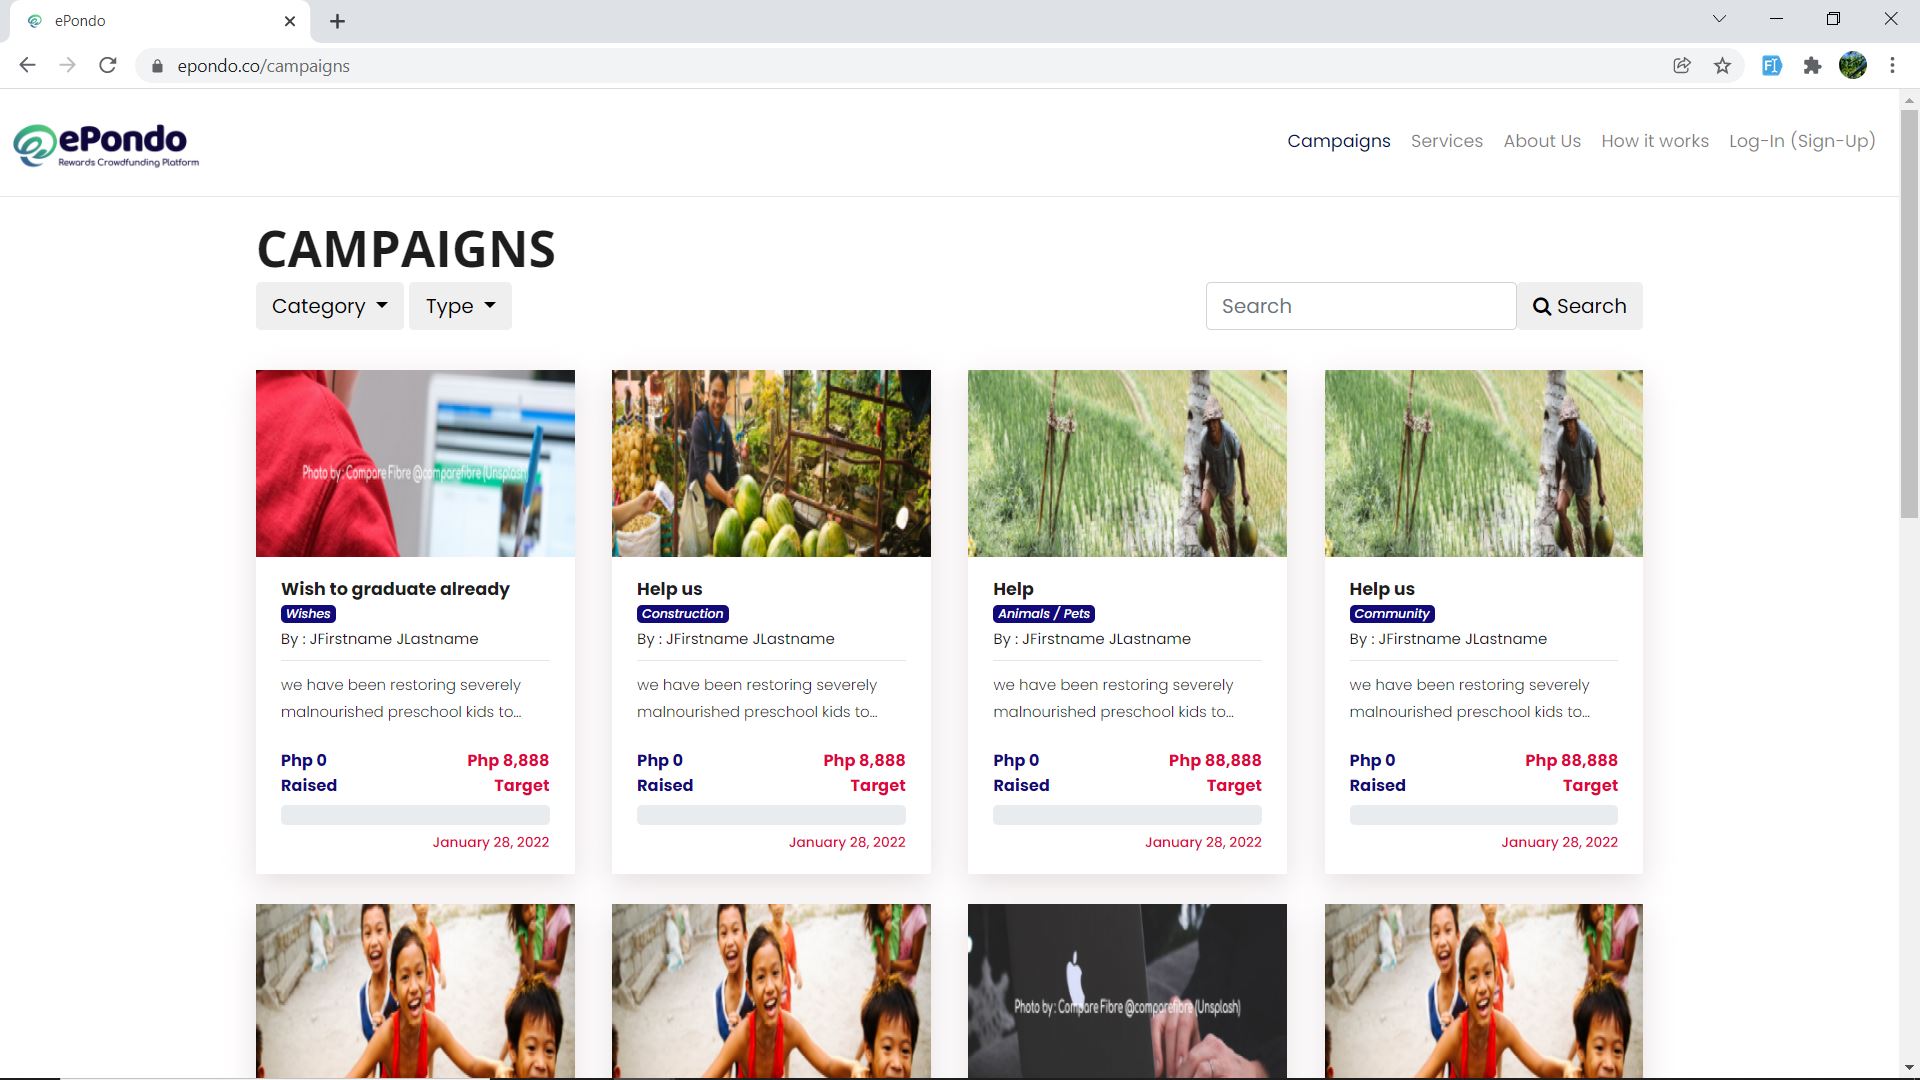 ePondo
epondo.co/campaigns
ePondo
Rewards Crowdfunding Platform
Campaigns Services About Us How it works Log-In (Sign-Up)
CAMPAIGNS
Category Type Search Search
Photo by: Compare Fibre @comparefibre (Unsplash)
Wish to graduate already
Wishes
By : JFirstname JLastname
we have been restoring severely
malnourished preschool kids to...
Php 0 Php 8,888
Raised Target
January 28, 2022
Help us
Construction
By : JFirstname JLastname
we have been restoring severely
malnourished preschool kids to...
Php 0 Php 8,888
Raised Target
January 28, 2022
Help
Animals / Pets
By : JFirstname JLastname
we have been restoring severely
malnourished preschool kids to...
Php 0 Php 88,888
Raised Target
January 28, 2022
Help us
Community
By : JFirstname JLastname
we have been restoring severely
malnourished preschool kids to...
Php 0 Php 88,888
Raised Target
January 28, 2022
Photo by: Compare Fibre @comparefibre (Unsplash)